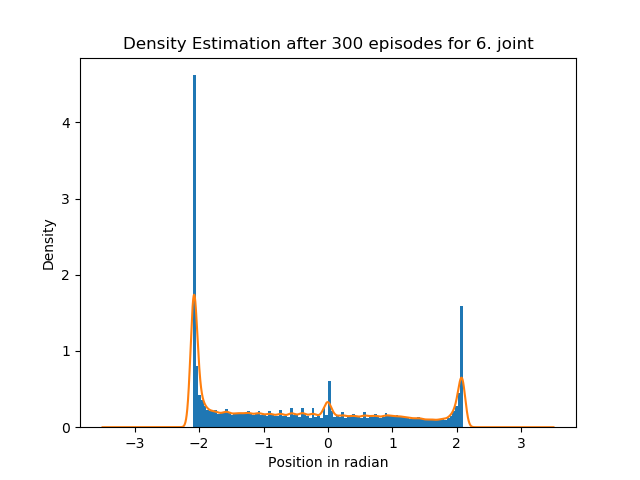 Density Estimation after 300 episodes for 6. joint
Density
4
3
2
1
0
−3 −2 −1 0 1 2 3
Position in radian